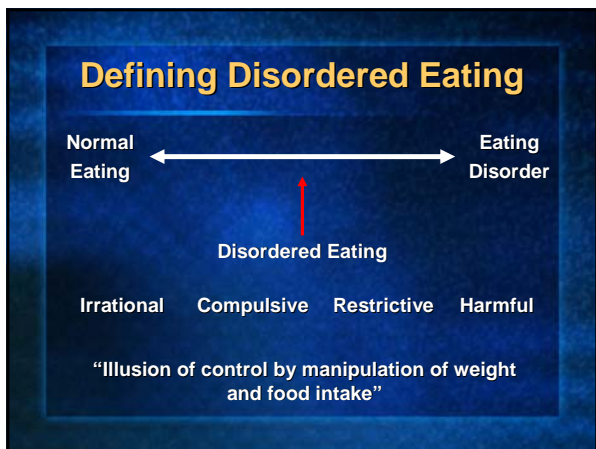 Defining Disordered Eating
Normal
Eating
Eating
Disorder
Disordered Eating
Irrational Compulsive Restrictive Harmful
“Illusion of control by manipulation of weight
and food intake”